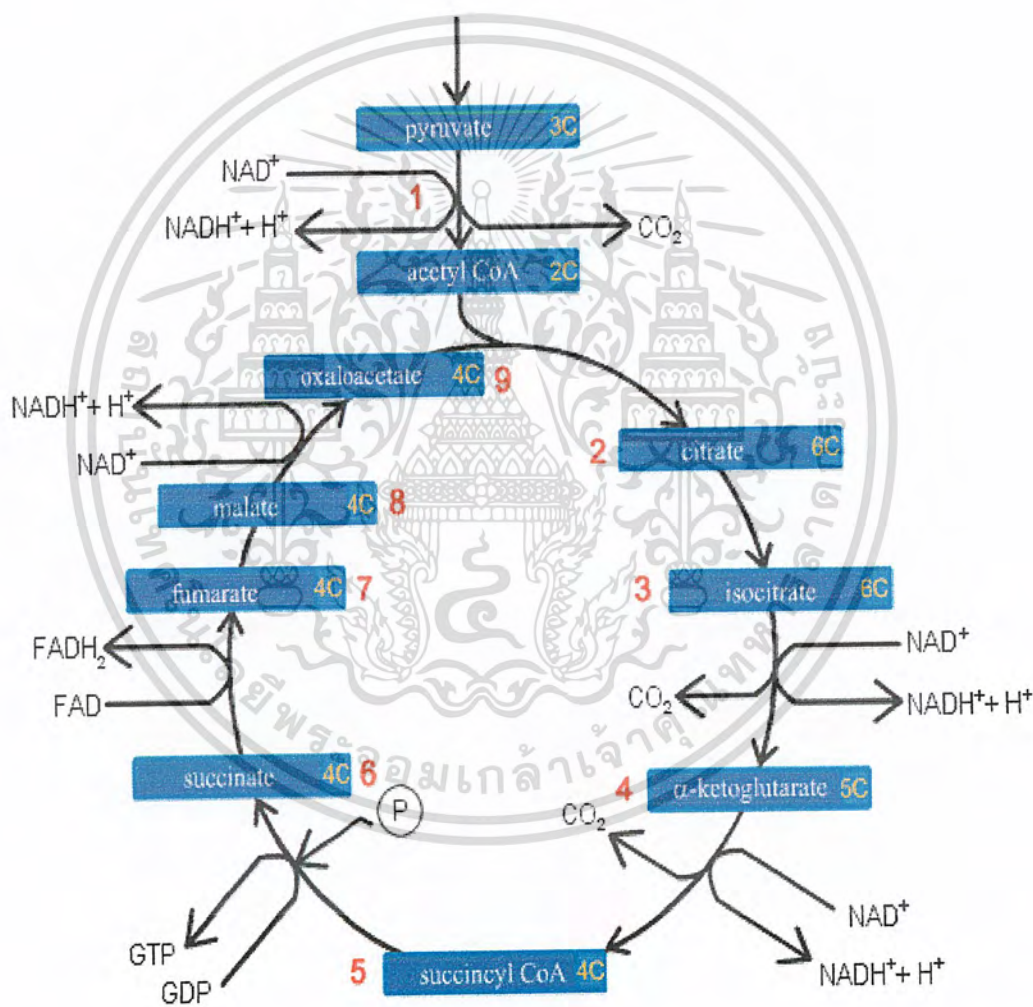 pyruvate 3C
NAD⁺
1
NADH⁺+ H⁺
CO₂
acetyl CoA 2C
oxaloacetate 4C 9
NADH⁺+ H⁺
NAD⁺
2 citrate 6C
malate 4C 8
fumarate 4C 7
3 isocitrate 6C
FADH₂
FAD
NAD⁺
CO₂
NADH⁺+ H⁺
succinate 4C 6
4 α-ketoglutarate 5C
P
CO₂
NAD⁺
GTP
GDP
5 succincyl CoA 4C
NADH⁺+ H⁺